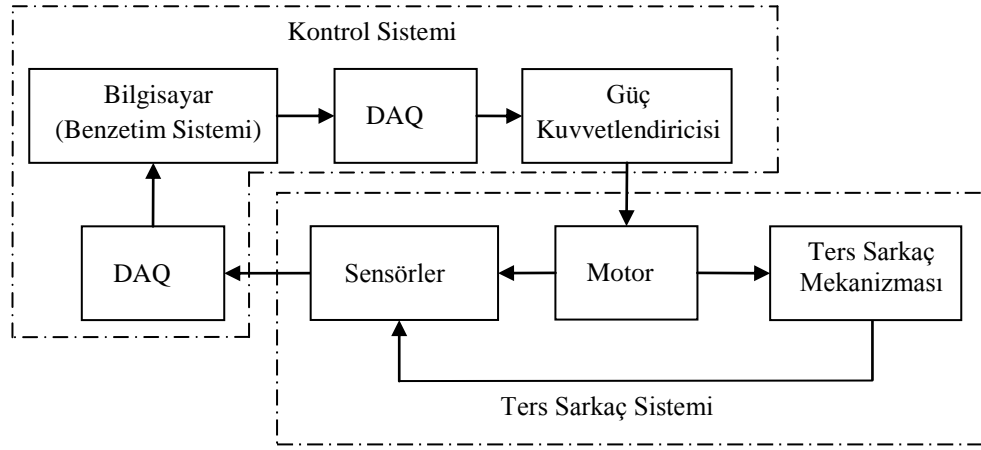 Kontrol Sistemi
Bilgisayar
(Benzetim Sistemi)
DAQ
Güç
Kuvvetlendiricisi
DAQ
Sensörler
Motor
Ters Sarkaç
Mekanizması
Ters Sarkaç Sistemi